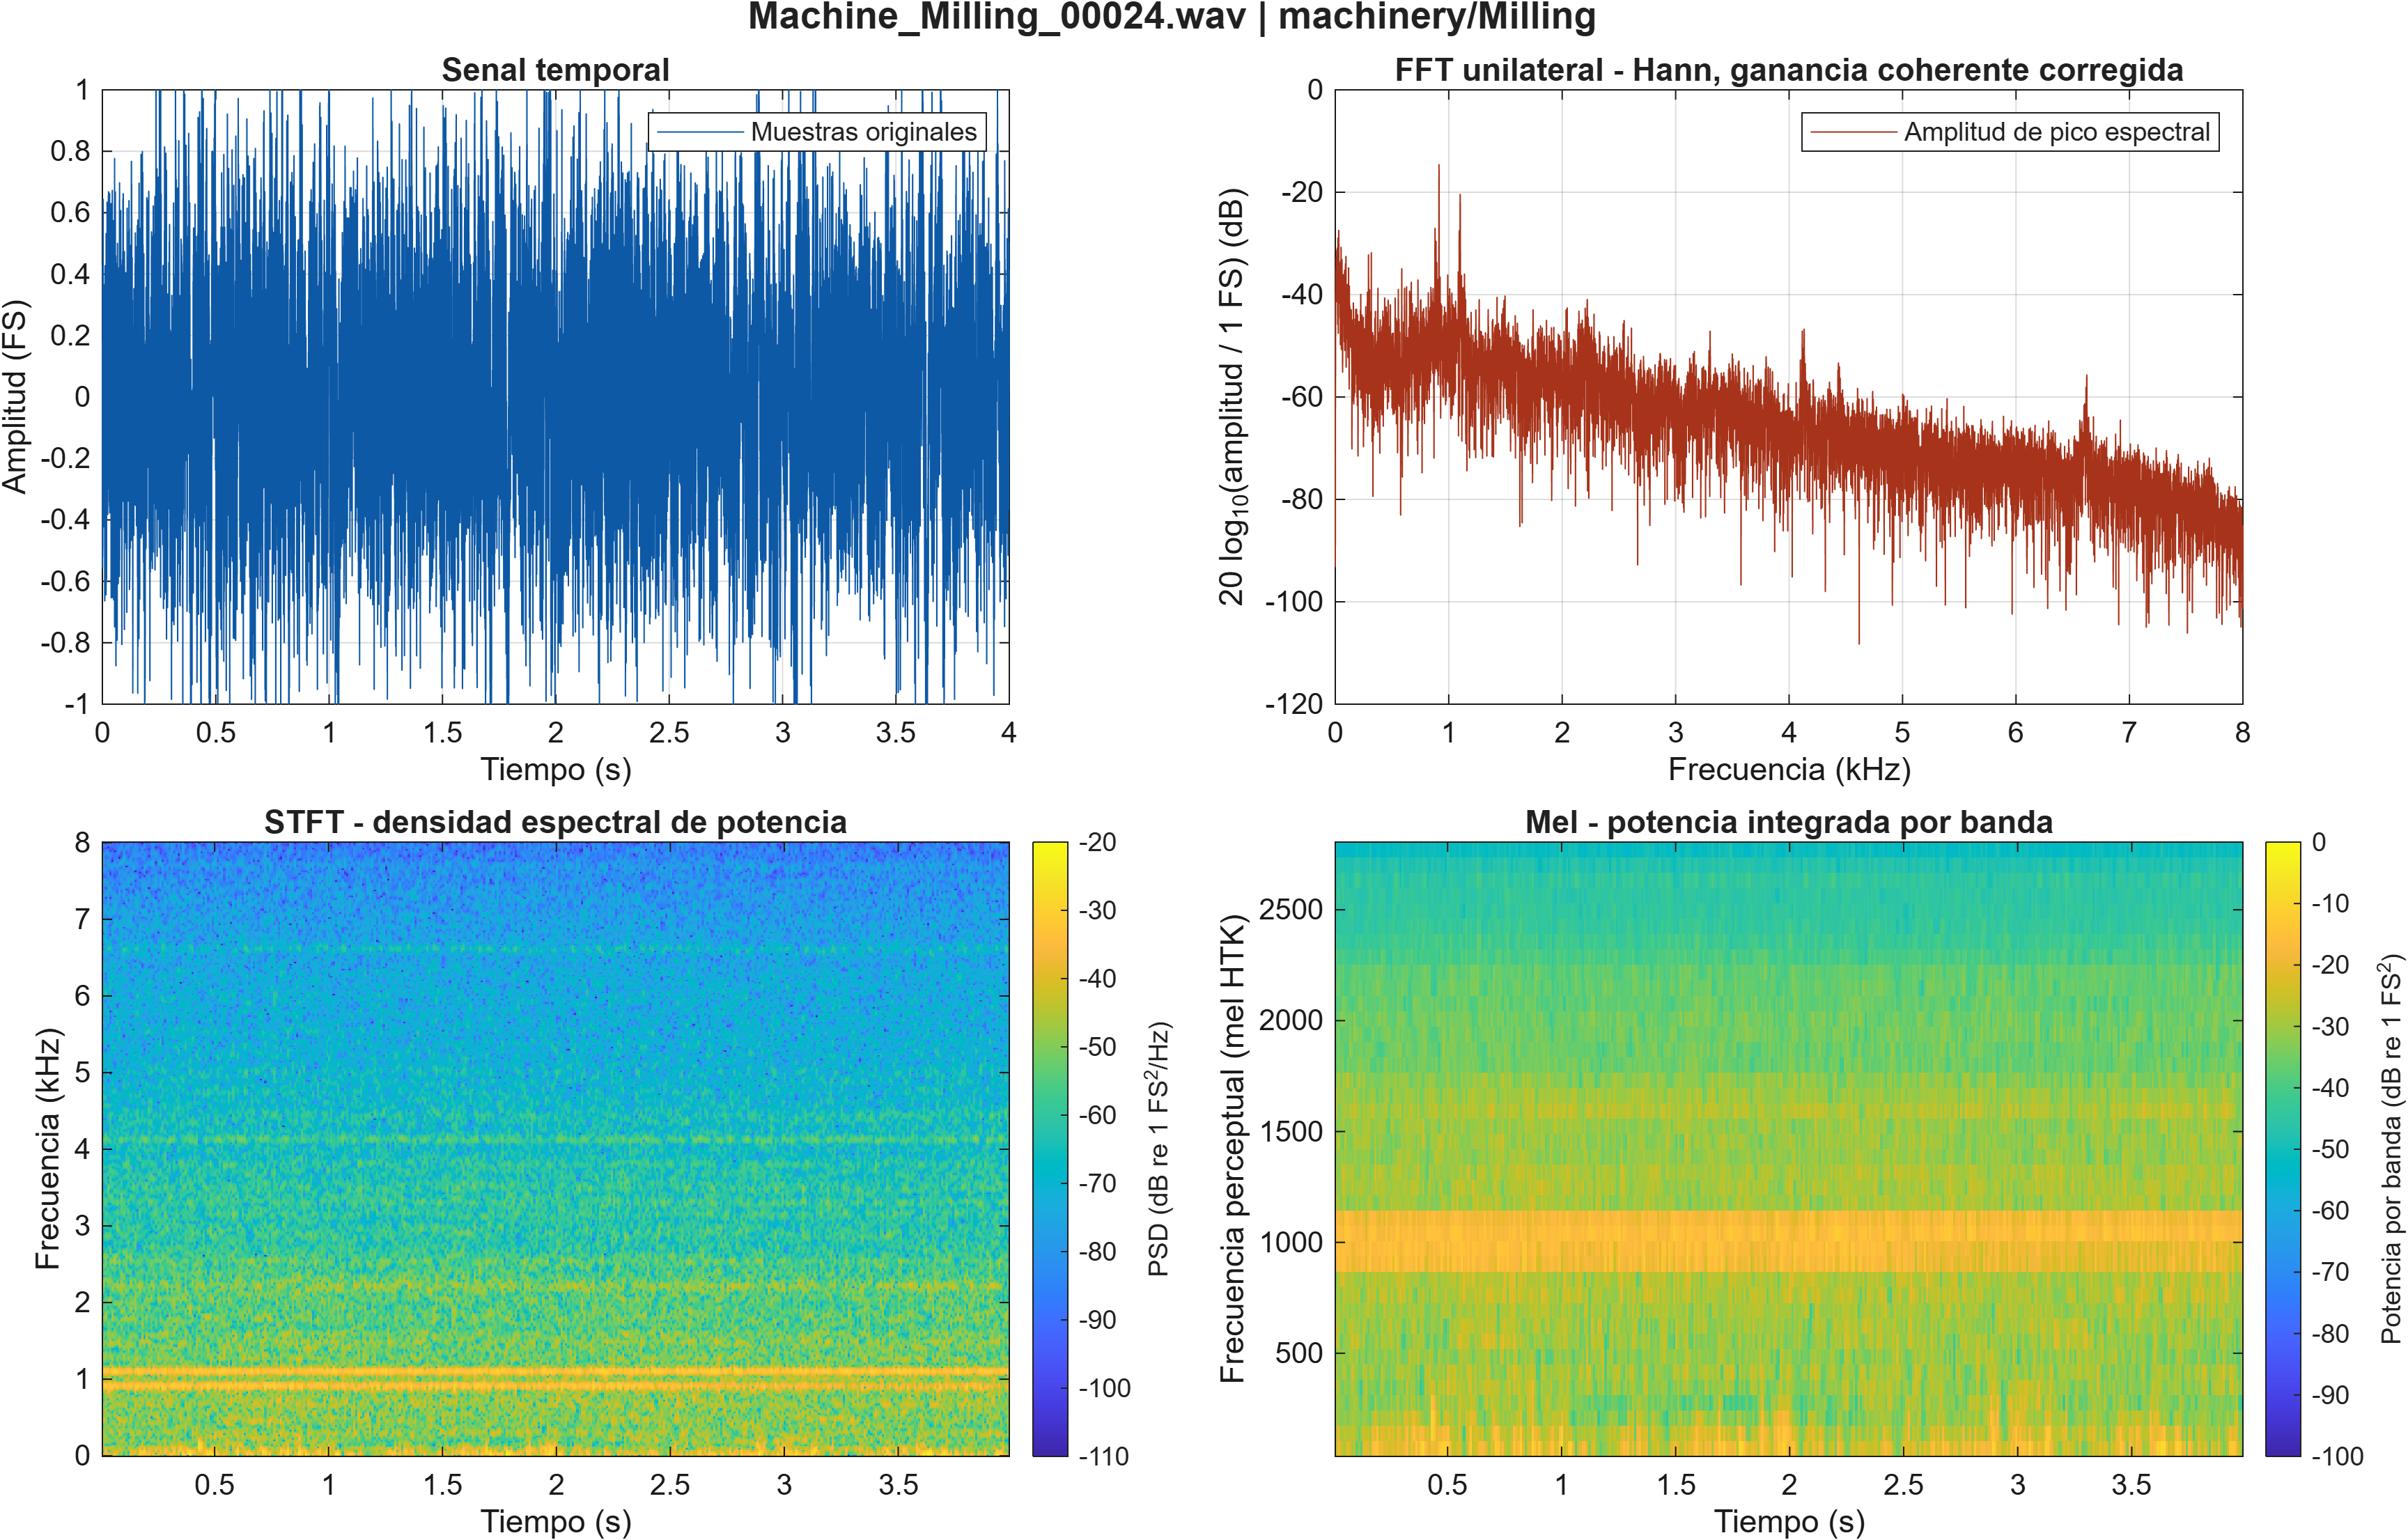 Machine_Milling_00024.wav | machinery/Milling
Senal temporal
Muestras originales
1
0.8
0.6
0.4
0.2
0
-0.2
-0.4
-0.6
-0.8
-1
Amplitud (FS)
0 0.5 1 1.5 2 2.5 3 3.5 4
Tiempo (s)
FFT unilateral - Hann, ganancia coherente corregida
Amplitud de pico espectral
0
-20
-40
-60
-80
-100
-120
20 log10(amplitud / 1 FS) (dB)
0 1 2 3 4 5 6 7 8
Frecuencia (kHz)
STFT - densidad espectral de potencia
8
7
6
5
4
3
2
1
0
Frecuencia (kHz)
0.5 1 1.5 2 2.5 3 3.5
Tiempo (s)
-20
-30
-40
-50
-60
-70
-80
-90
-100
-110
PSD (dB re 1 FS²/Hz)
Mel - potencia integrada por banda
2500
2000
1500
1000
500
Frecuencia perceptual (mel HTK)
0.5 1 1.5 2 2.5 3 3.5
Tiempo (s)
0
-10
-20
-30
-40
-50
-60
-70
-80
-90
-100
Potencia por banda (dB re 1 FS²)